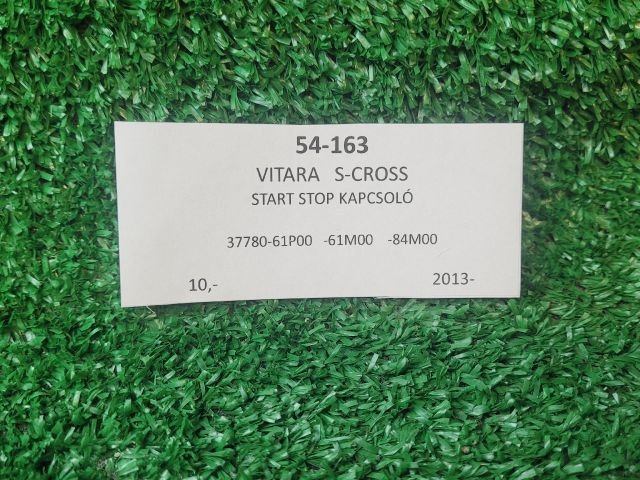 54-163
VITARA S-CROSS
START STOP KAPCSOLÓ
37780-61P00 -61M00 -84M00
10,- 2013-